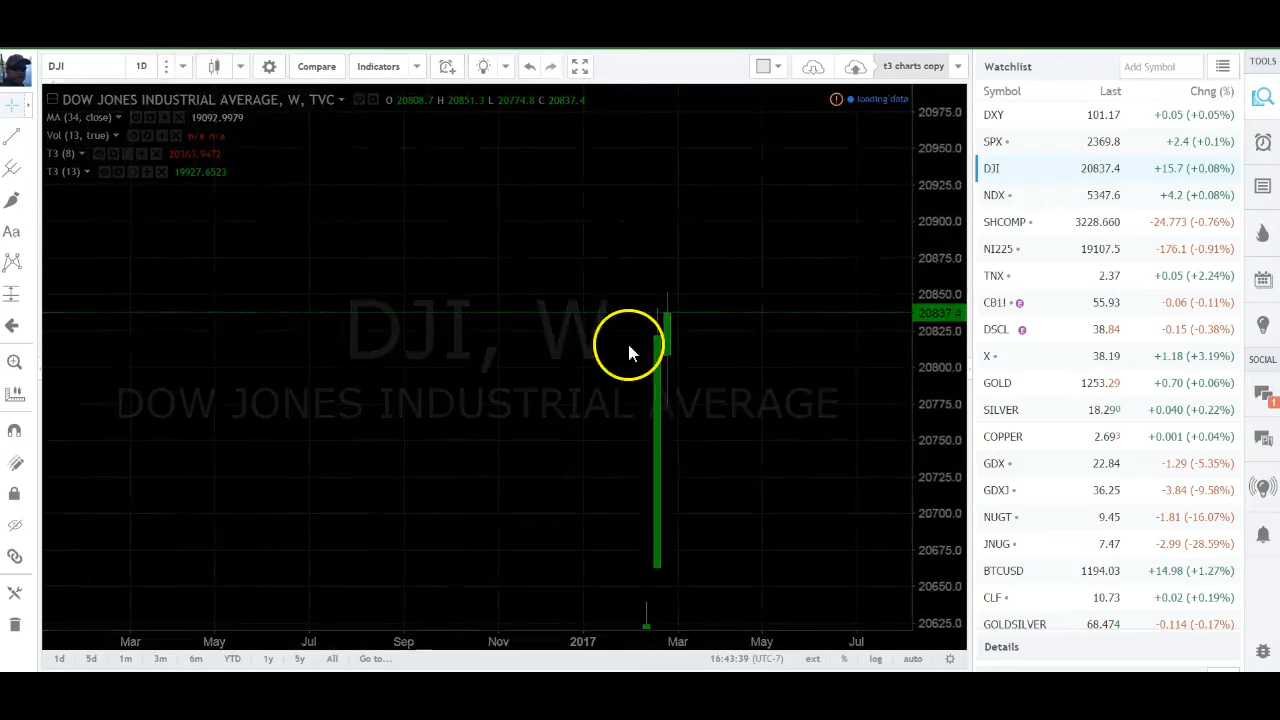 DJI 1D Compare Indicators t3 charts copy Watchlist Add Symbol TOOLS
DOW JONES INDUSTRIAL AVERAGE, W, TVC O 20808.7 H 20851.3 L 20774.8 C 20837.4 loading data
MA (34, close) 19092.9979
Vol (13, true) n/a n/a
T3 (8) 20363.9472
T3 (13) 19927.6523
DJI, W
DOW JONES INDUSTRIAL AVERAGE
20975.0
20950.0
20925.0
20900.0
20875.0
20850.0
20837.4
20825.0
20800.0
20775.0
20750.0
20725.0
20700.0
20675.0
20650.0
20625.0
Mar May Jul Sep Nov 2017 Mar May Jul
1d 5d 1m 3m 6m YTD 1y 5y All Go to... 16:43:39 (UTC-7) ext % log auto
Symbol Last Chng (%)
DXY 101.17 +0.05 (+0.05%)
SPX 2369.8 +2.4 (+0.1%)
DJI 20837.4 +15.7 (+0.08%)
NDX 5347.6 +4.2 (+0.08%)
SHCOMP 3228.660 -24.773 (-0.76%)
NI225 19107.5 -176.1 (-0.91%)
TNX 2.37 +0.05 (+2.24%)
CB1! E 55.93 -0.06 (-0.11%)
DSCL E 38.84 -0.15 (-0.38%)
X 38.19 +1.18 (+3.19%)
GOLD 1253.29 +0.70 (+0.06%)
SILVER 18.290 +0.040 (+0.22%)
COPPER 2.693 +0.001 (+0.04%)
GDX 22.84 -1.29 (-5.35%)
GDXJ 36.25 -3.84 (-9.58%)
NUGT 9.45 -1.81 (-16.07%)
JNUG 7.47 -2.99 (-28.59%)
BTCUSD 1194.03 +14.98 (+1.27%)
CLF 10.73 +0.02 (+0.19%)
GOLDSILVER 68.474 -0.114 (-0.17%)
Details
SOCIAL
1
Aa